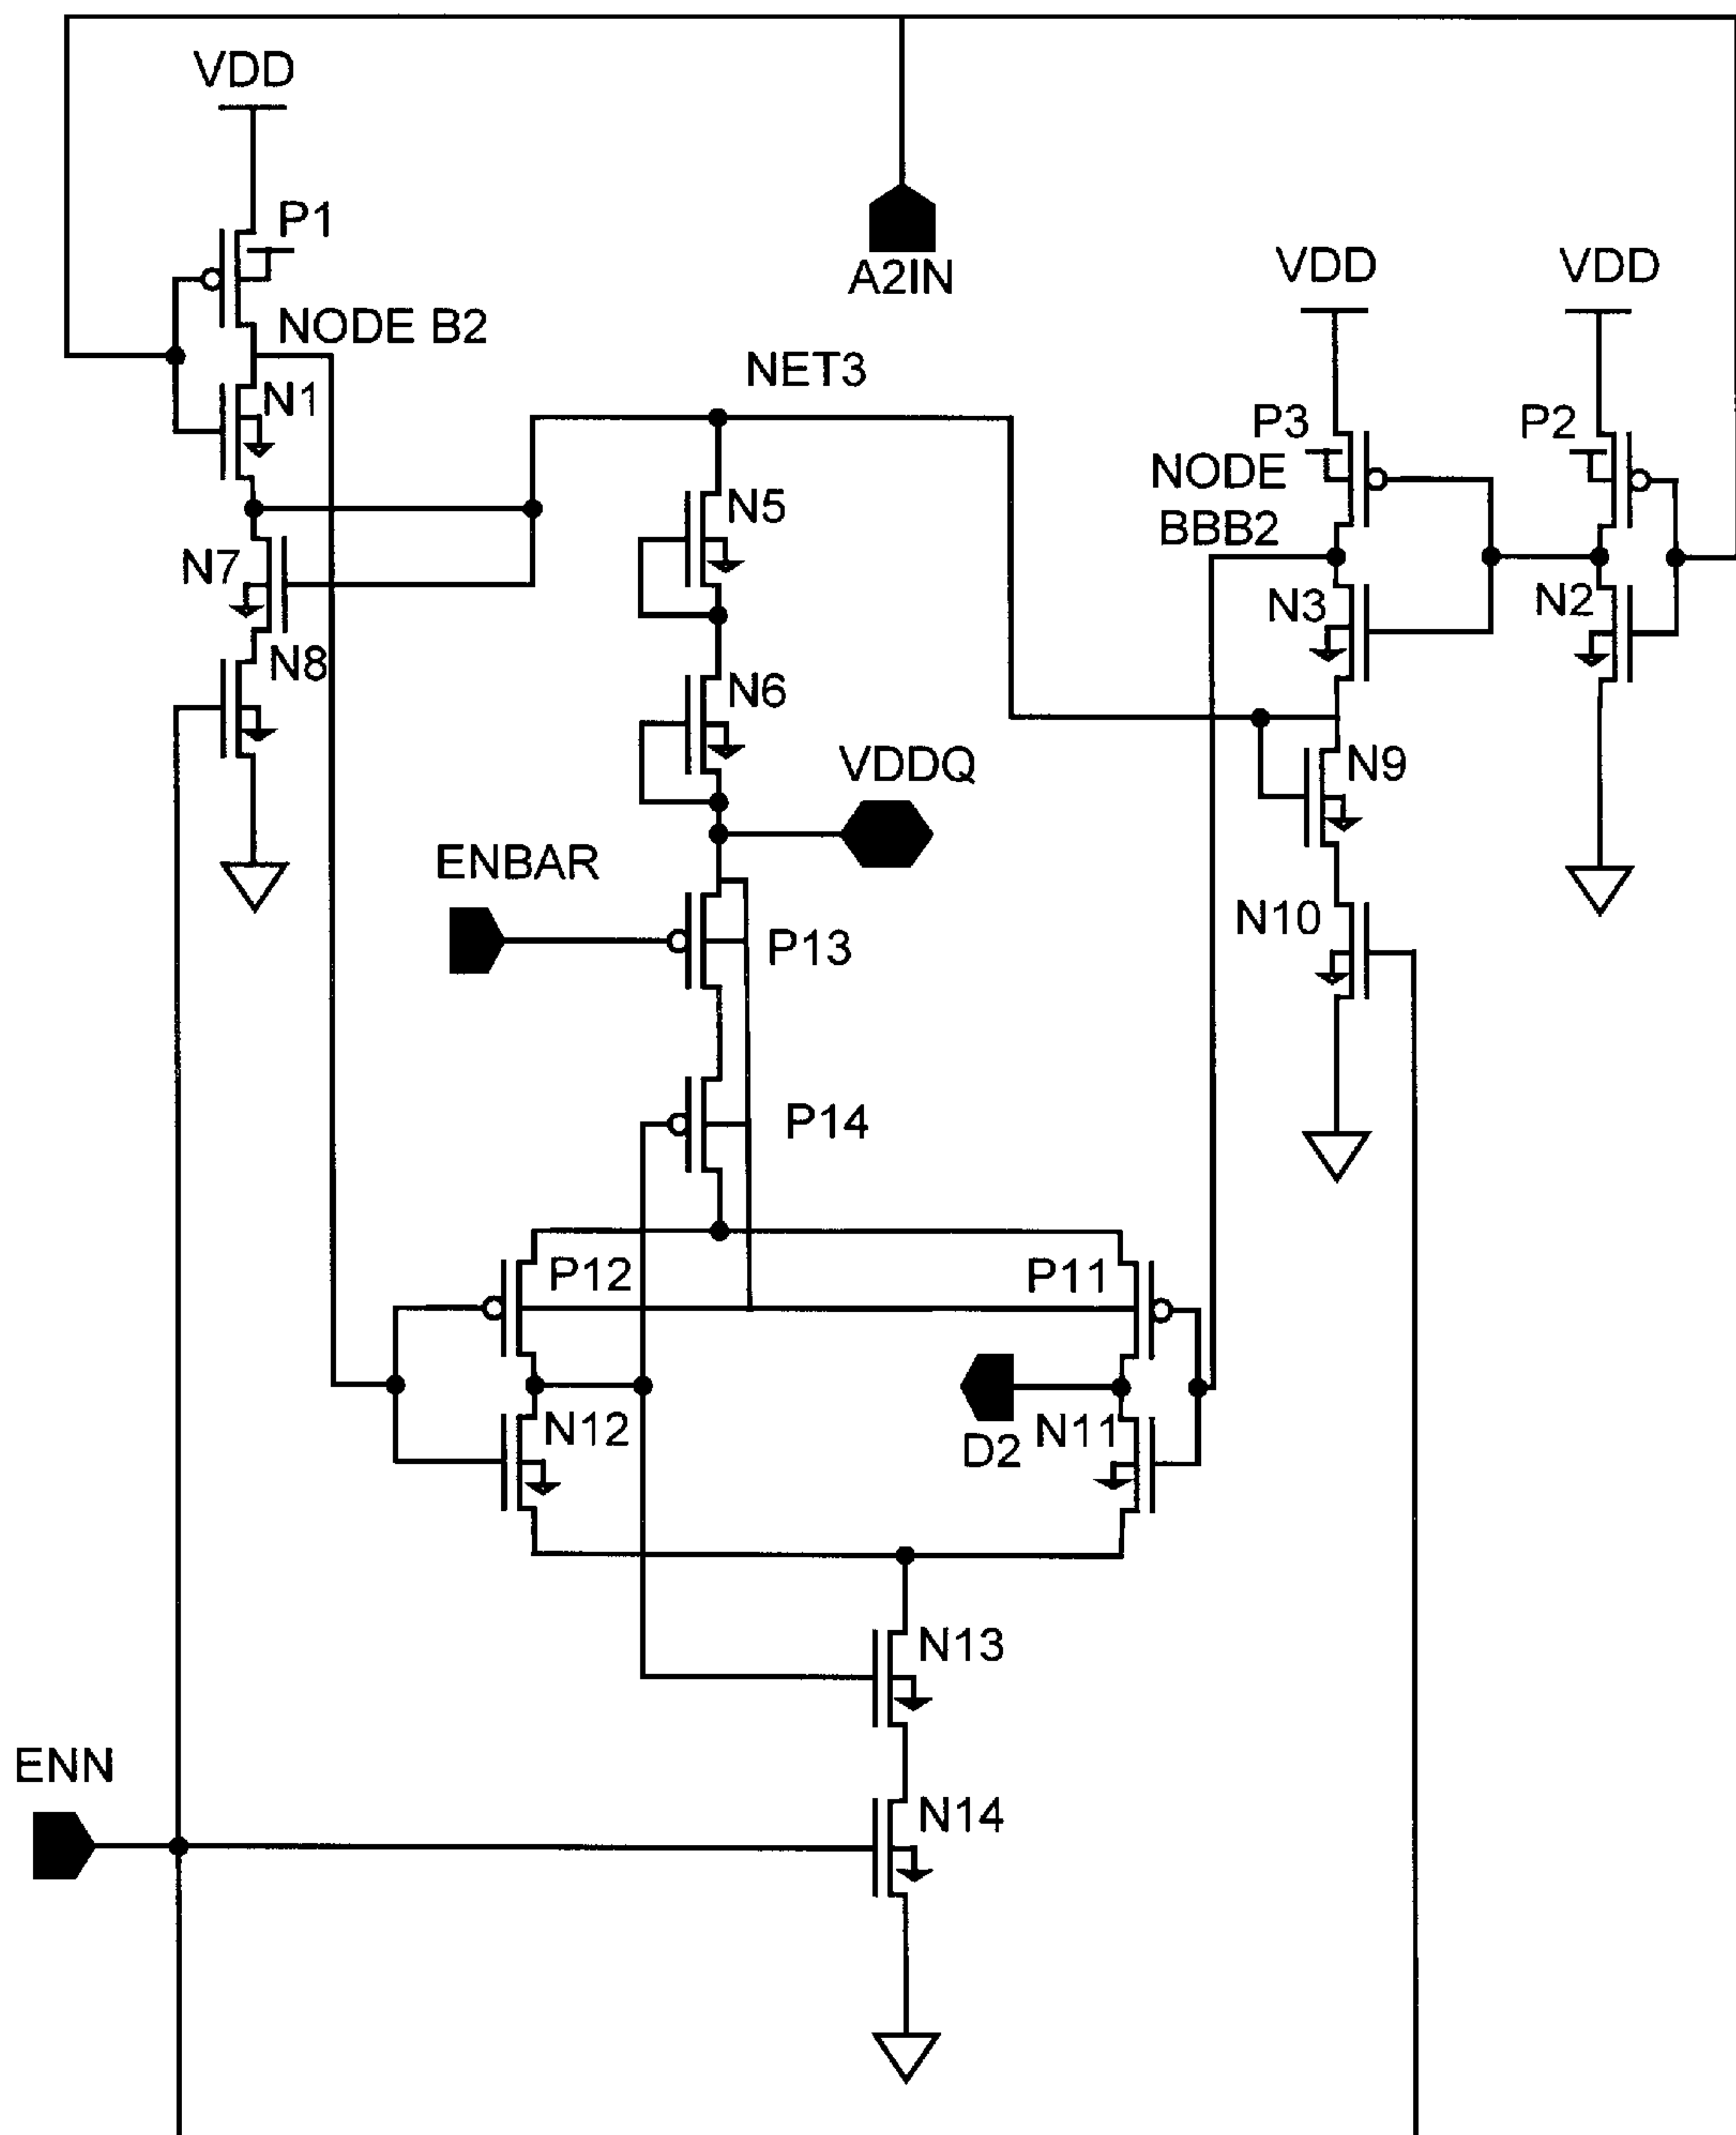 VDD
P1
A2IN
VDD
VDD
NODE B2
NET3
N1
P3
P2
NODE
BBB2
N5
N7
N3
N2
N8
N6
VDDQ
N9
ENBAR
N10
P13
P14
P12
P11
N12
D2
N11
N13
ENN
N14